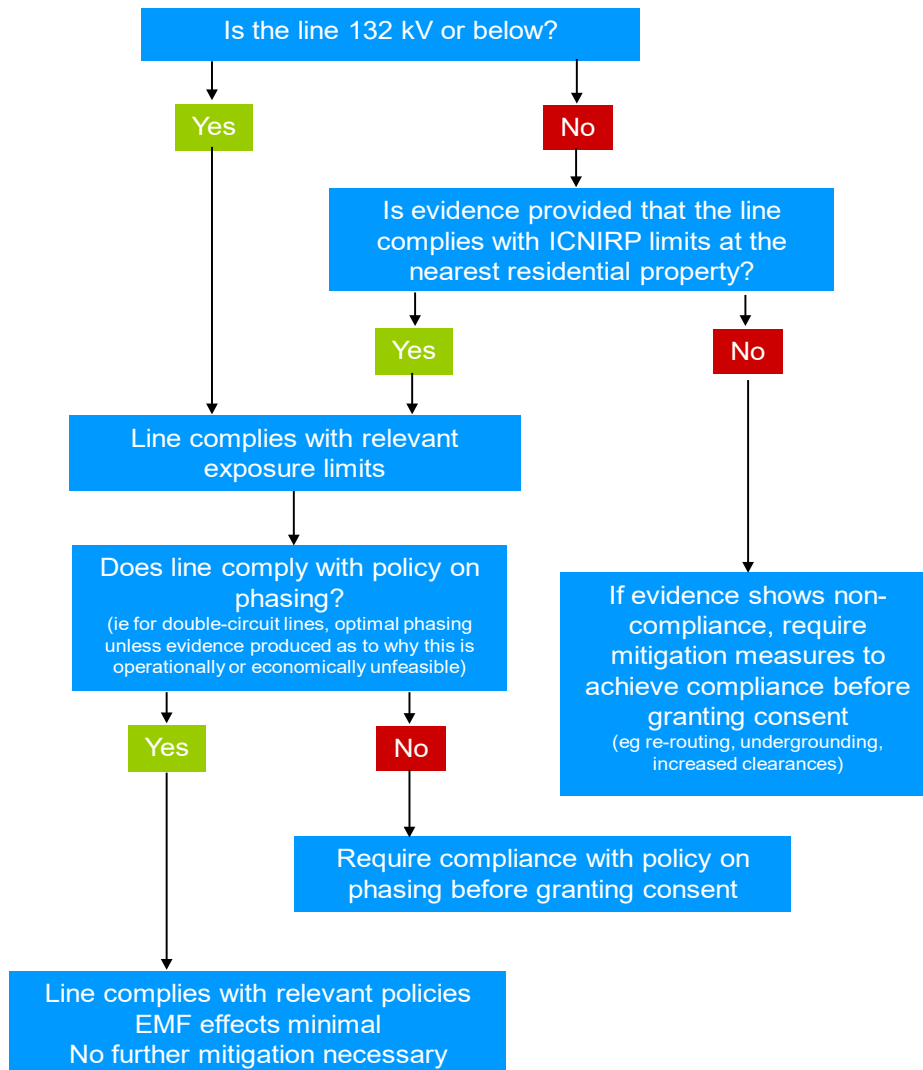 Is the line 132 kV or below?
Yes
No
Is evidence provided that the line
complies with ICNIRP limits at the
nearest residential property?
Yes
No
Line complies with relevant
exposure limits
Does line comply with policy on
phasing?
(ie for double-circuit lines, optimal phasing
unless evidence produced as to why this is
operationally or economically unfeasible)
If evidence shows non-
compliance, require
mitigation measures to
achieve compliance before
granting consent
(eg re-routing, undergrounding,
increased clearances)
Yes
No
Require compliance with policy on
phasing before granting consent
Line complies with relevant policies
EMF effects minimal
No further mitigation necessary